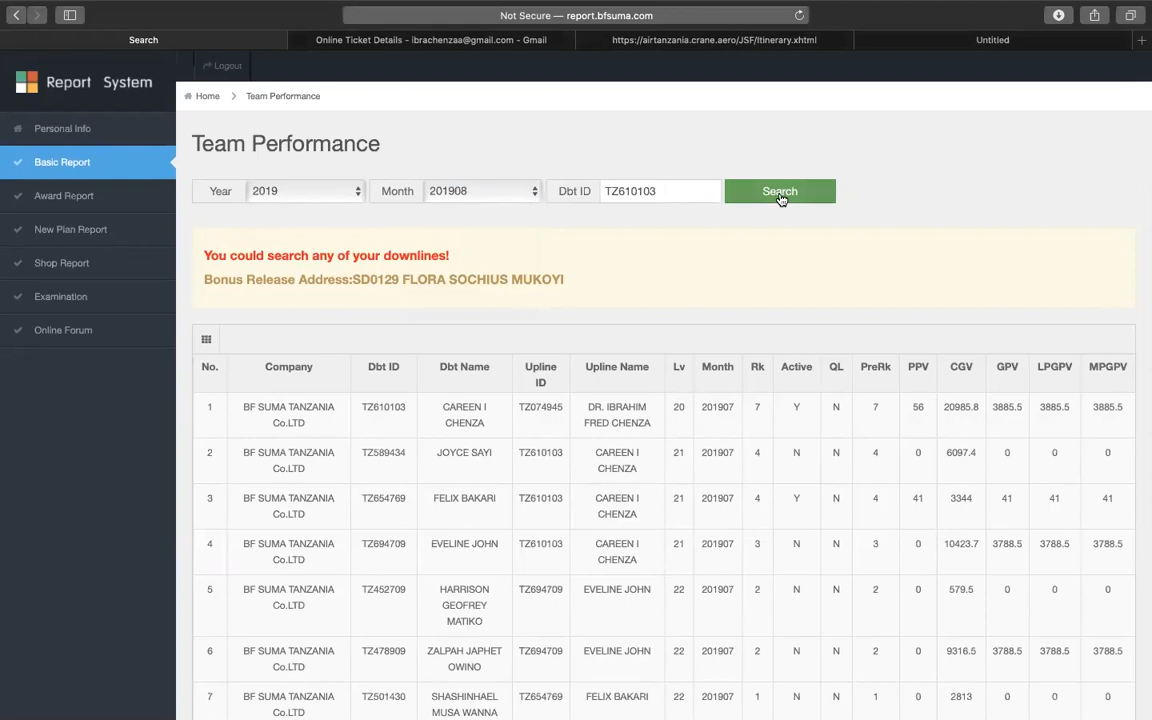 Not Secure — report.bfsuma.com
Search
Online Ticket Details - ibrachenzaa@gmail.com - Gmail
https://airtanzania.crane.aero/JSF/Itinerary.xhtml
Untitled
Report System
Logout
Home
Team Performance
Personal Info
Basic Report
Award Report
New Plan Report
Shop Report
Examination
Online Forum
Team Performance
Year 2019 Month 201908 Dbt ID TZ610103 Search
You could search any of your downlines!
Bonus Release Address:SD0129 FLORA SOCHIUS MUKOYI
No. Company Dbt ID Dbt Name Upline ID Upline Name Lv Month Rk Active QL PreRk PPV CGV GPV LPGPV MPGPV
1 BF SUMA TANZANIA Co.LTD TZ610103 CAREEN I CHENZA TZ074945 DR. IBRAHIM FRED CHENZA 20 201907 7 Y N 7 56 20985.8 3885.5 3885.5 3885.5
2 BF SUMA TANZANIA Co.LTD TZ589434 JOYCE SAYI TZ610103 CAREEN I CHENZA 21 201907 4 N N 4 0 6097.4 0 0 0
3 BF SUMA TANZANIA Co.LTD TZ654769 FELIX BAKARI TZ610103 CAREEN I CHENZA 21 201907 4 Y N 4 41 3344 41 41 41
4 BF SUMA TANZANIA Co.LTD TZ694709 EVELINE JOHN TZ610103 CAREEN I CHENZA 21 201907 3 N N 3 0 10423.7 3788.5 3788.5 3788.5
5 BF SUMA TANZANIA Co.LTD TZ452709 HARRISON GEOFREY MATIKO TZ694709 EVELINE JOHN 22 201907 2 N N 2 0 579.5 0 0 0
6 BF SUMA TANZANIA Co.LTD TZ478909 ZALPAH JAPHET OWINO TZ694709 EVELINE JOHN 22 201907 2 N N 2 0 9316.5 3788.5 3788.5 3788.5
7 BF SUMA TANZANIA Co.LTD TZ501430 SHASHINHAEL MUSA WANNA TZ654769 FELIX BAKARI 22 201907 1 N N 1 0 2813 0 0 0